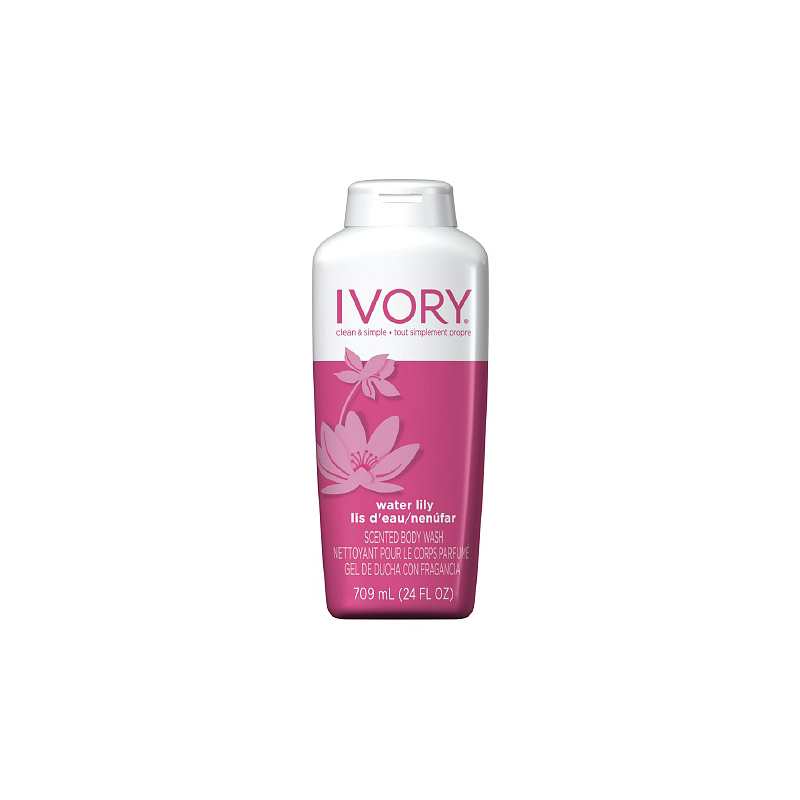 IVORY®
clean & simple • tout simplement propre
water lily
lis d'eau/nenúfar
SCENTED BODY WASH
NETTOYANT POUR LE CORPS PARFUMÉ
GEL DE DUCHA CON FRAGANCIA
709 mL (24 FL OZ)